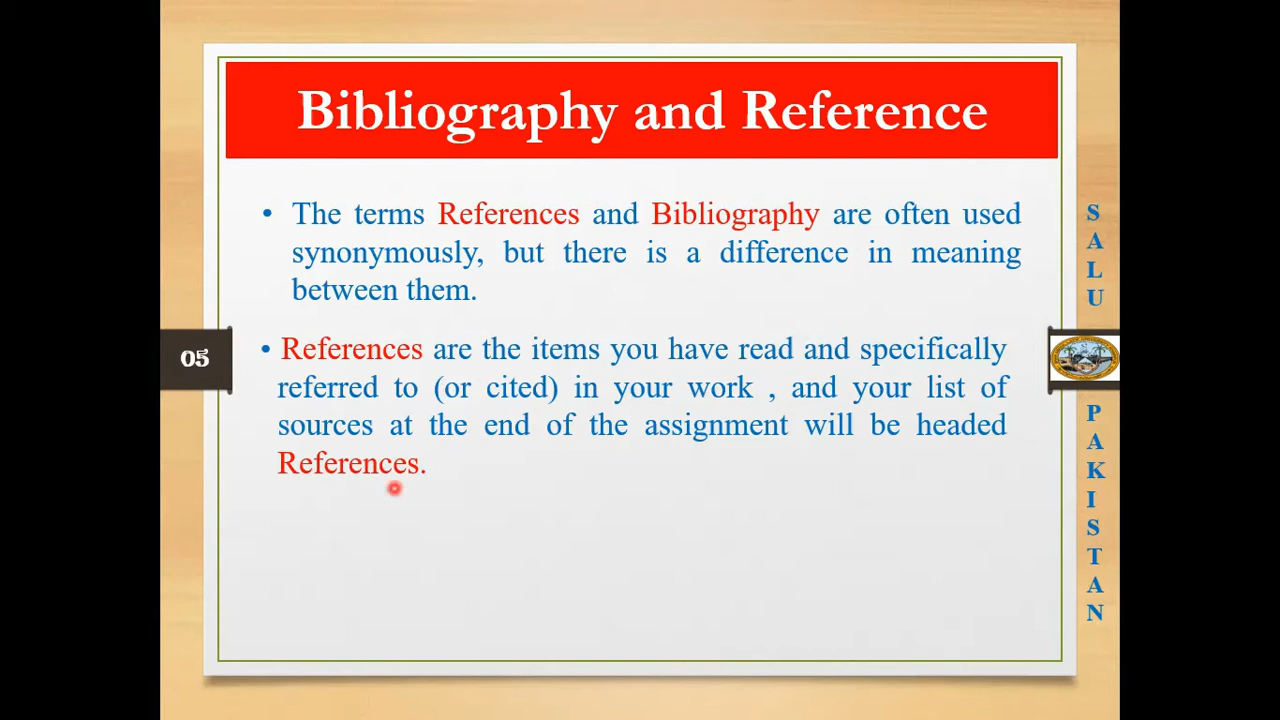 Bibliography and Reference
• The terms References and Bibliography are often used
synonymously, but there is a difference in meaning
between them.
• References are the items you have read and specifically
referred to (or cited) in your work , and your list of
sources at the end of the assignment will be headed
References.
05
S
A
L
U
P
A
K
I
S
T
A
N